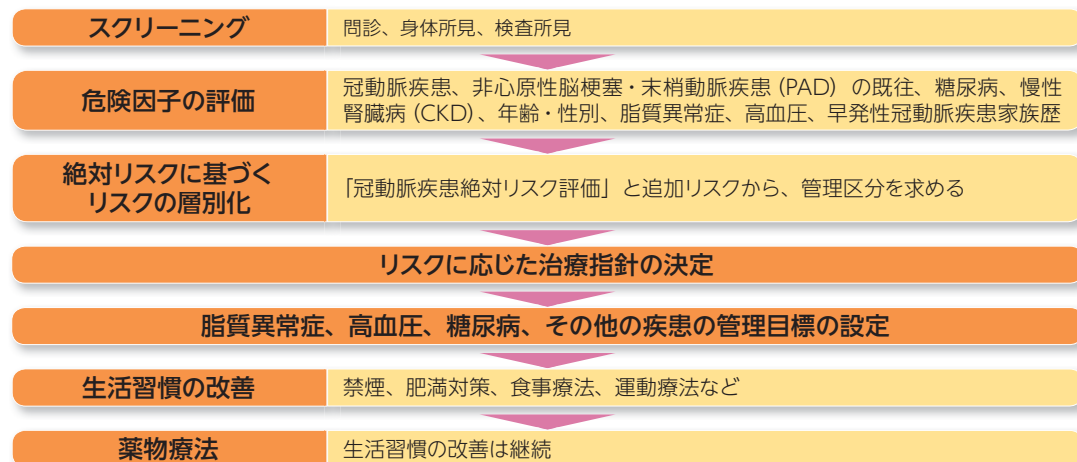 スクリーニング
問診、身体所見、検査所見
危険因子の評価
冠動脈疾患、非心原性脳梗塞・末梢動脈疾患（PAD）の既往、糖尿病、慢性
腎臓病（CKD）、年齢・性別、脂質異常症、高血圧、早発性冠動脈疾患家族歴
絶対リスクに基づく
リスクの層別化
「冠動脈疾患絶対リスク評価」と追加リスクから、管理区分を求める
リスクに応じた治療指針の決定
脂質異常症、高血圧、糖尿病、その他の疾患の管理目標の設定
生活習慣の改善
禁煙、肥満対策、食事療法、運動療法など
薬物療法
生活習慣の改善は継続